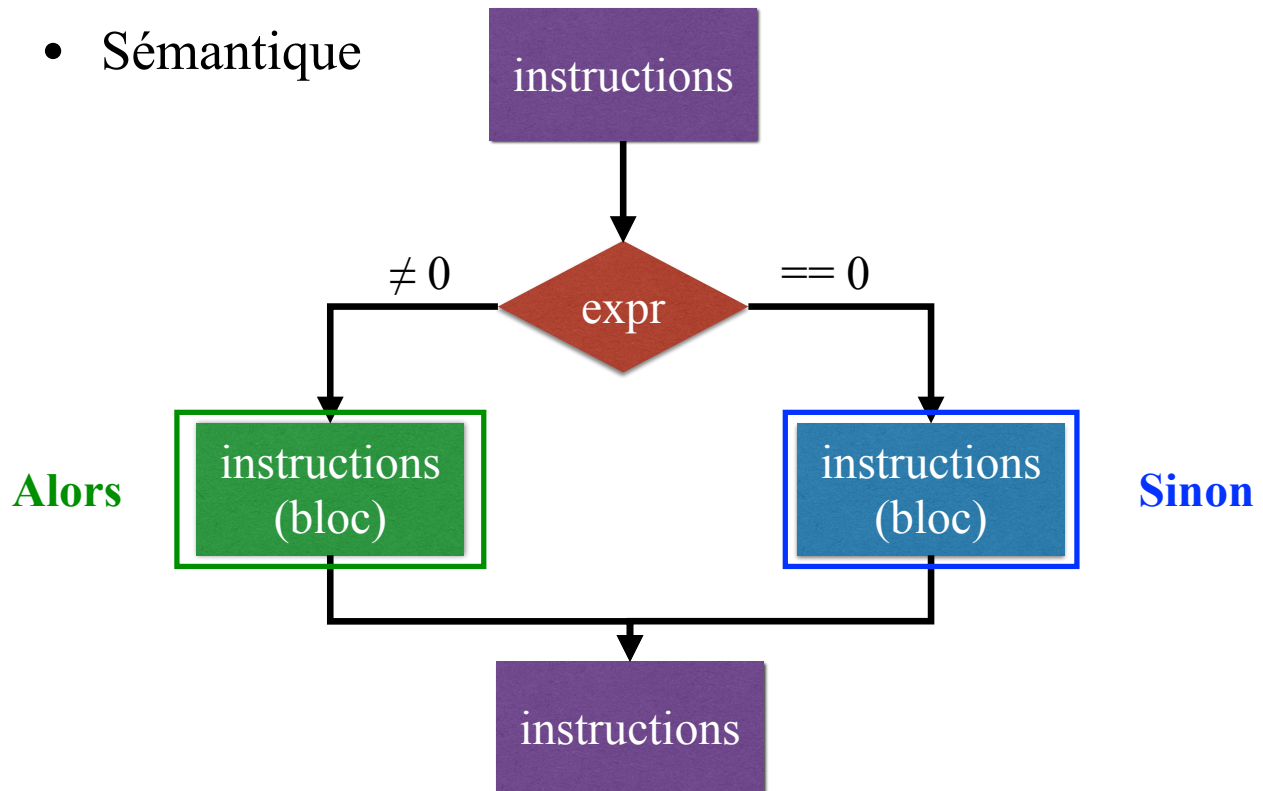 • Sémantique
instructions
≠ 0
== 0
expr
Alors
instructions
(bloc)
instructions
(bloc)
Sinon
instructions